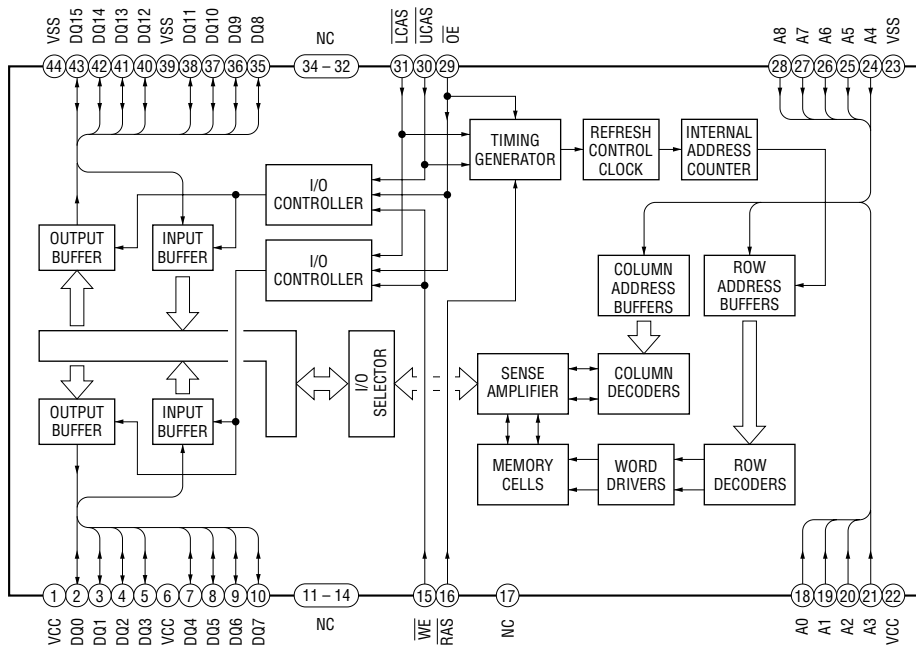 VSS
DQ15
DQ14
DQ13
DQ12
VSS
DQ11
DQ10
DQ9
DQ8
NC
LCAS
UCAS
OE
A8
A7
A6
A5
A4
VSS
44
43
42
41
40
39
38
37
36
35
34 – 32
31
30
29
28
27
26
25
24
23
TIMING
GENERATOR
REFRESH
CONTROL
CLOCK
INTERNAL
ADDRESS
COUNTER
I/O
CONTROLLER
OUTPUT
BUFFER
INPUT
BUFFER
I/O
CONTROLLER
COLUMN
ADDRESS
BUFFERS
ROW
ADDRESS
BUFFERS
I/O
SELECTOR
SENSE
AMPLIFIER
COLUMN
DECODERS
OUTPUT
BUFFER
INPUT
BUFFER
MEMORY
CELLS
WORD
DRIVERS
ROW
DECODERS
1
2
3
4
5
6
7
8
9
10
11 – 14
15
16
17
18
19
20
21
22
VCC
DQ0
DQ1
DQ2
DQ3
VCC
DQ4
DQ5
DQ6
DQ7
NC
WE
RAS
NC
A0
A1
A2
A3
VCC